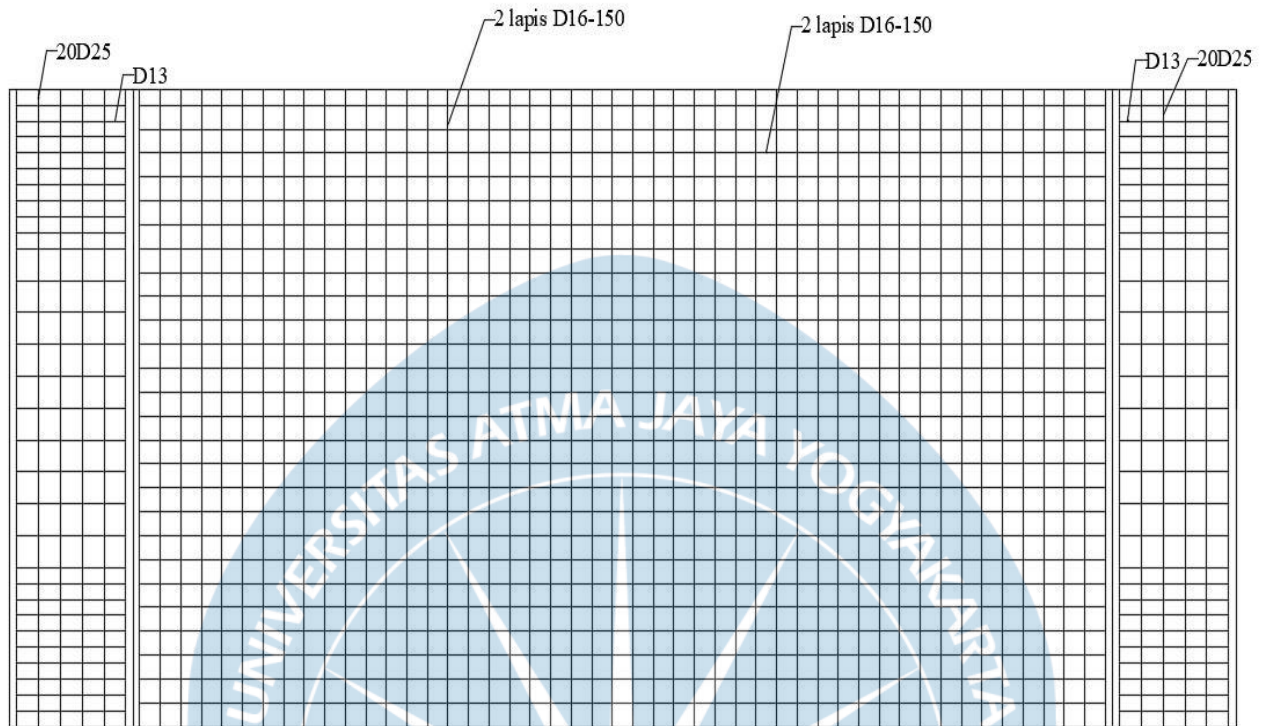 2 lapis D16-150
2 lapis D16-150
20D25
D13
D13
20D25
UNIVERSITAS ATMA JAYA YOGYAKARTA